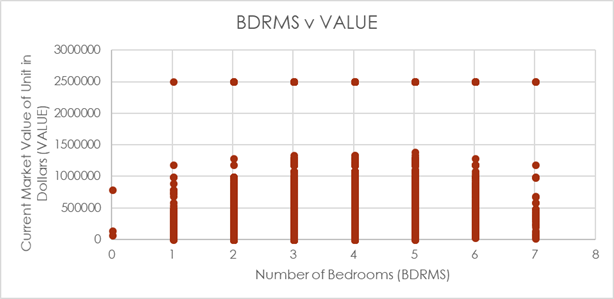 BDRMS v VALUE
Current Market Value of Unit in
Dollars (VALUE)
3000000
2500000
2000000
1500000
1000000
500000
0
0 1 2 3 4 5 6 7 8
Number of Bedrooms (BDRMS)